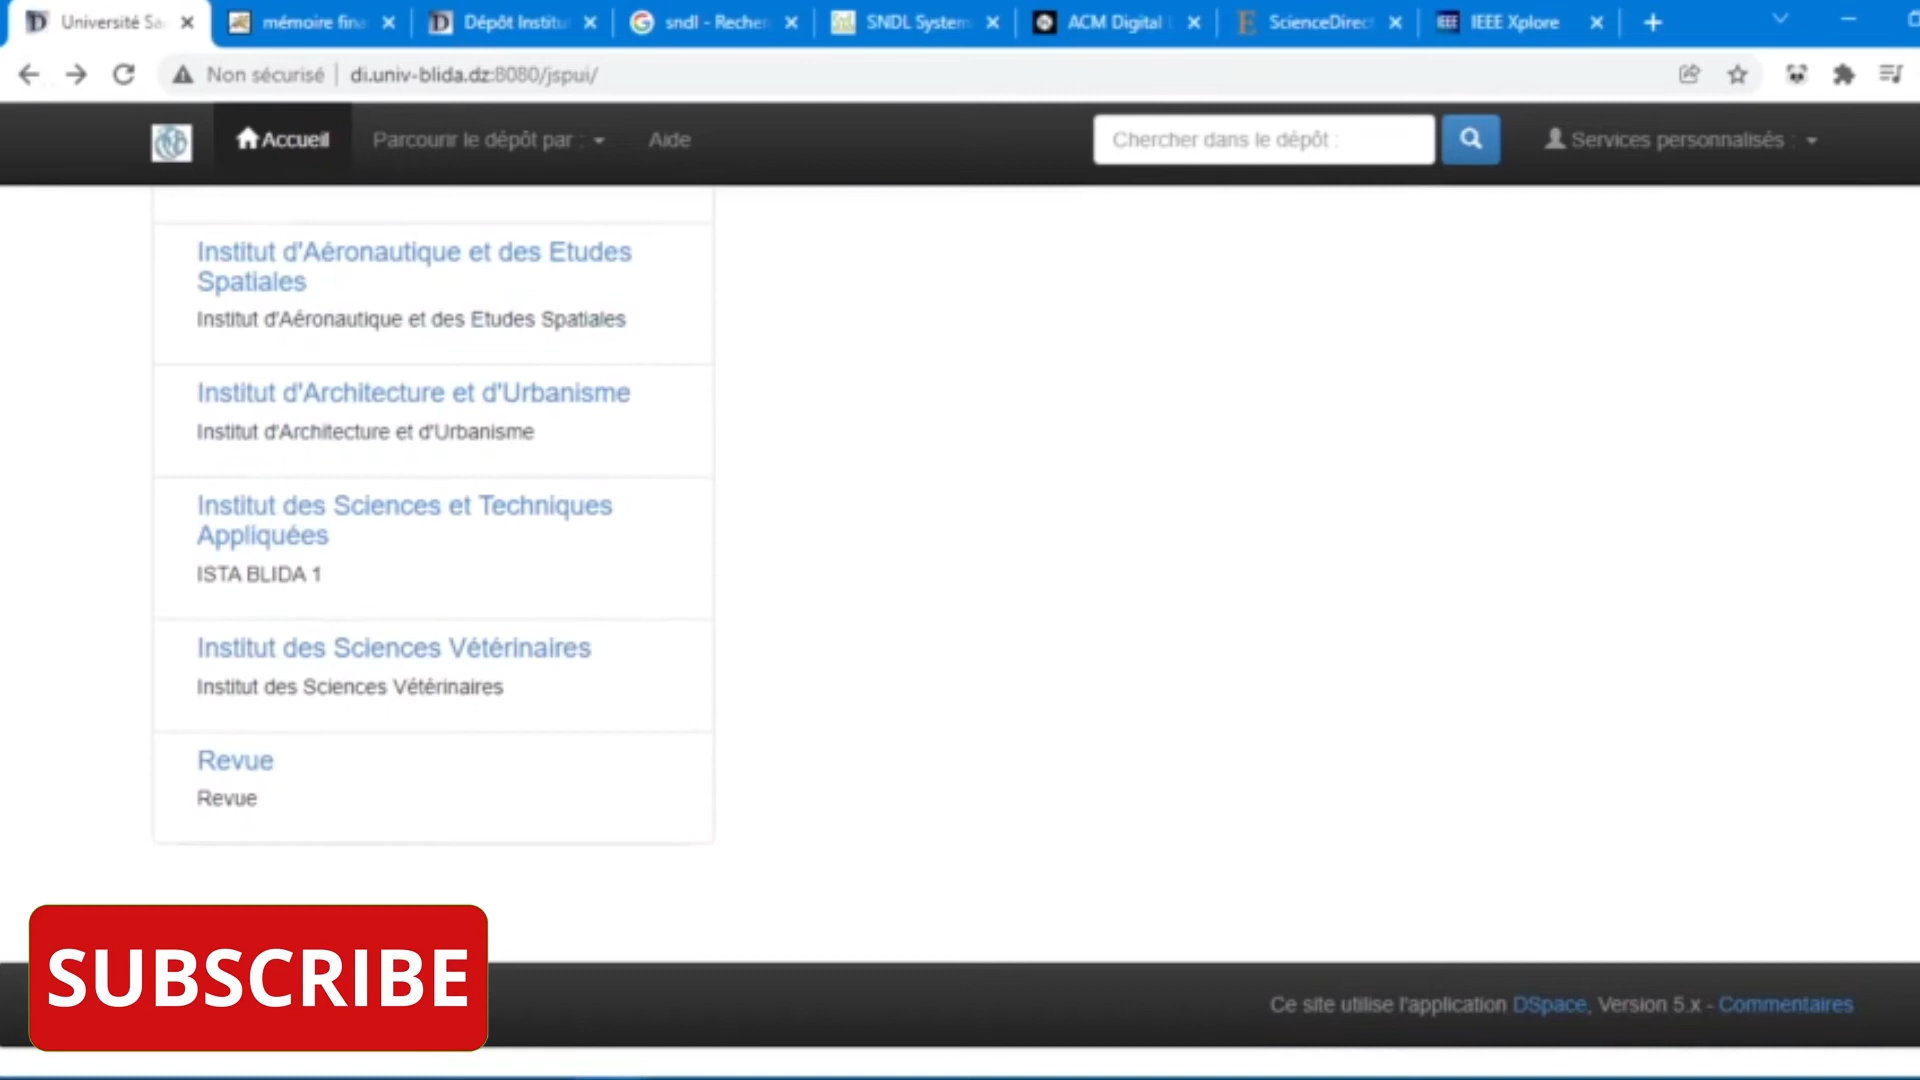 Université Sa
mémoire fina
Dépôt Institu
sndl - Recher
SNDL System
ACM Digital
ScienceDirec
IEEE Xplore
Non sécurisé | di.univ-blida.dz:8080/jspui/
Accueil
Parcourir le dépôt par :
Aide
Chercher dans le dépôt :
Services personnalisés :
Institut d'Aéronautique et des Etudes
Spatiales
Institut d'Aéronautique et des Etudes Spatiales
Institut d'Architecture et d'Urbanisme
Institut d'Architecture et d'Urbanisme
Institut des Sciences et Techniques
Appliquées
ISTA BLIDA 1
Institut des Sciences Vétérinaires
Institut des Sciences Vétérinaires
Revue
Revue
SUBSCRIBE
Ce site utilise l'application DSpace, Version 5.x - Commentaires